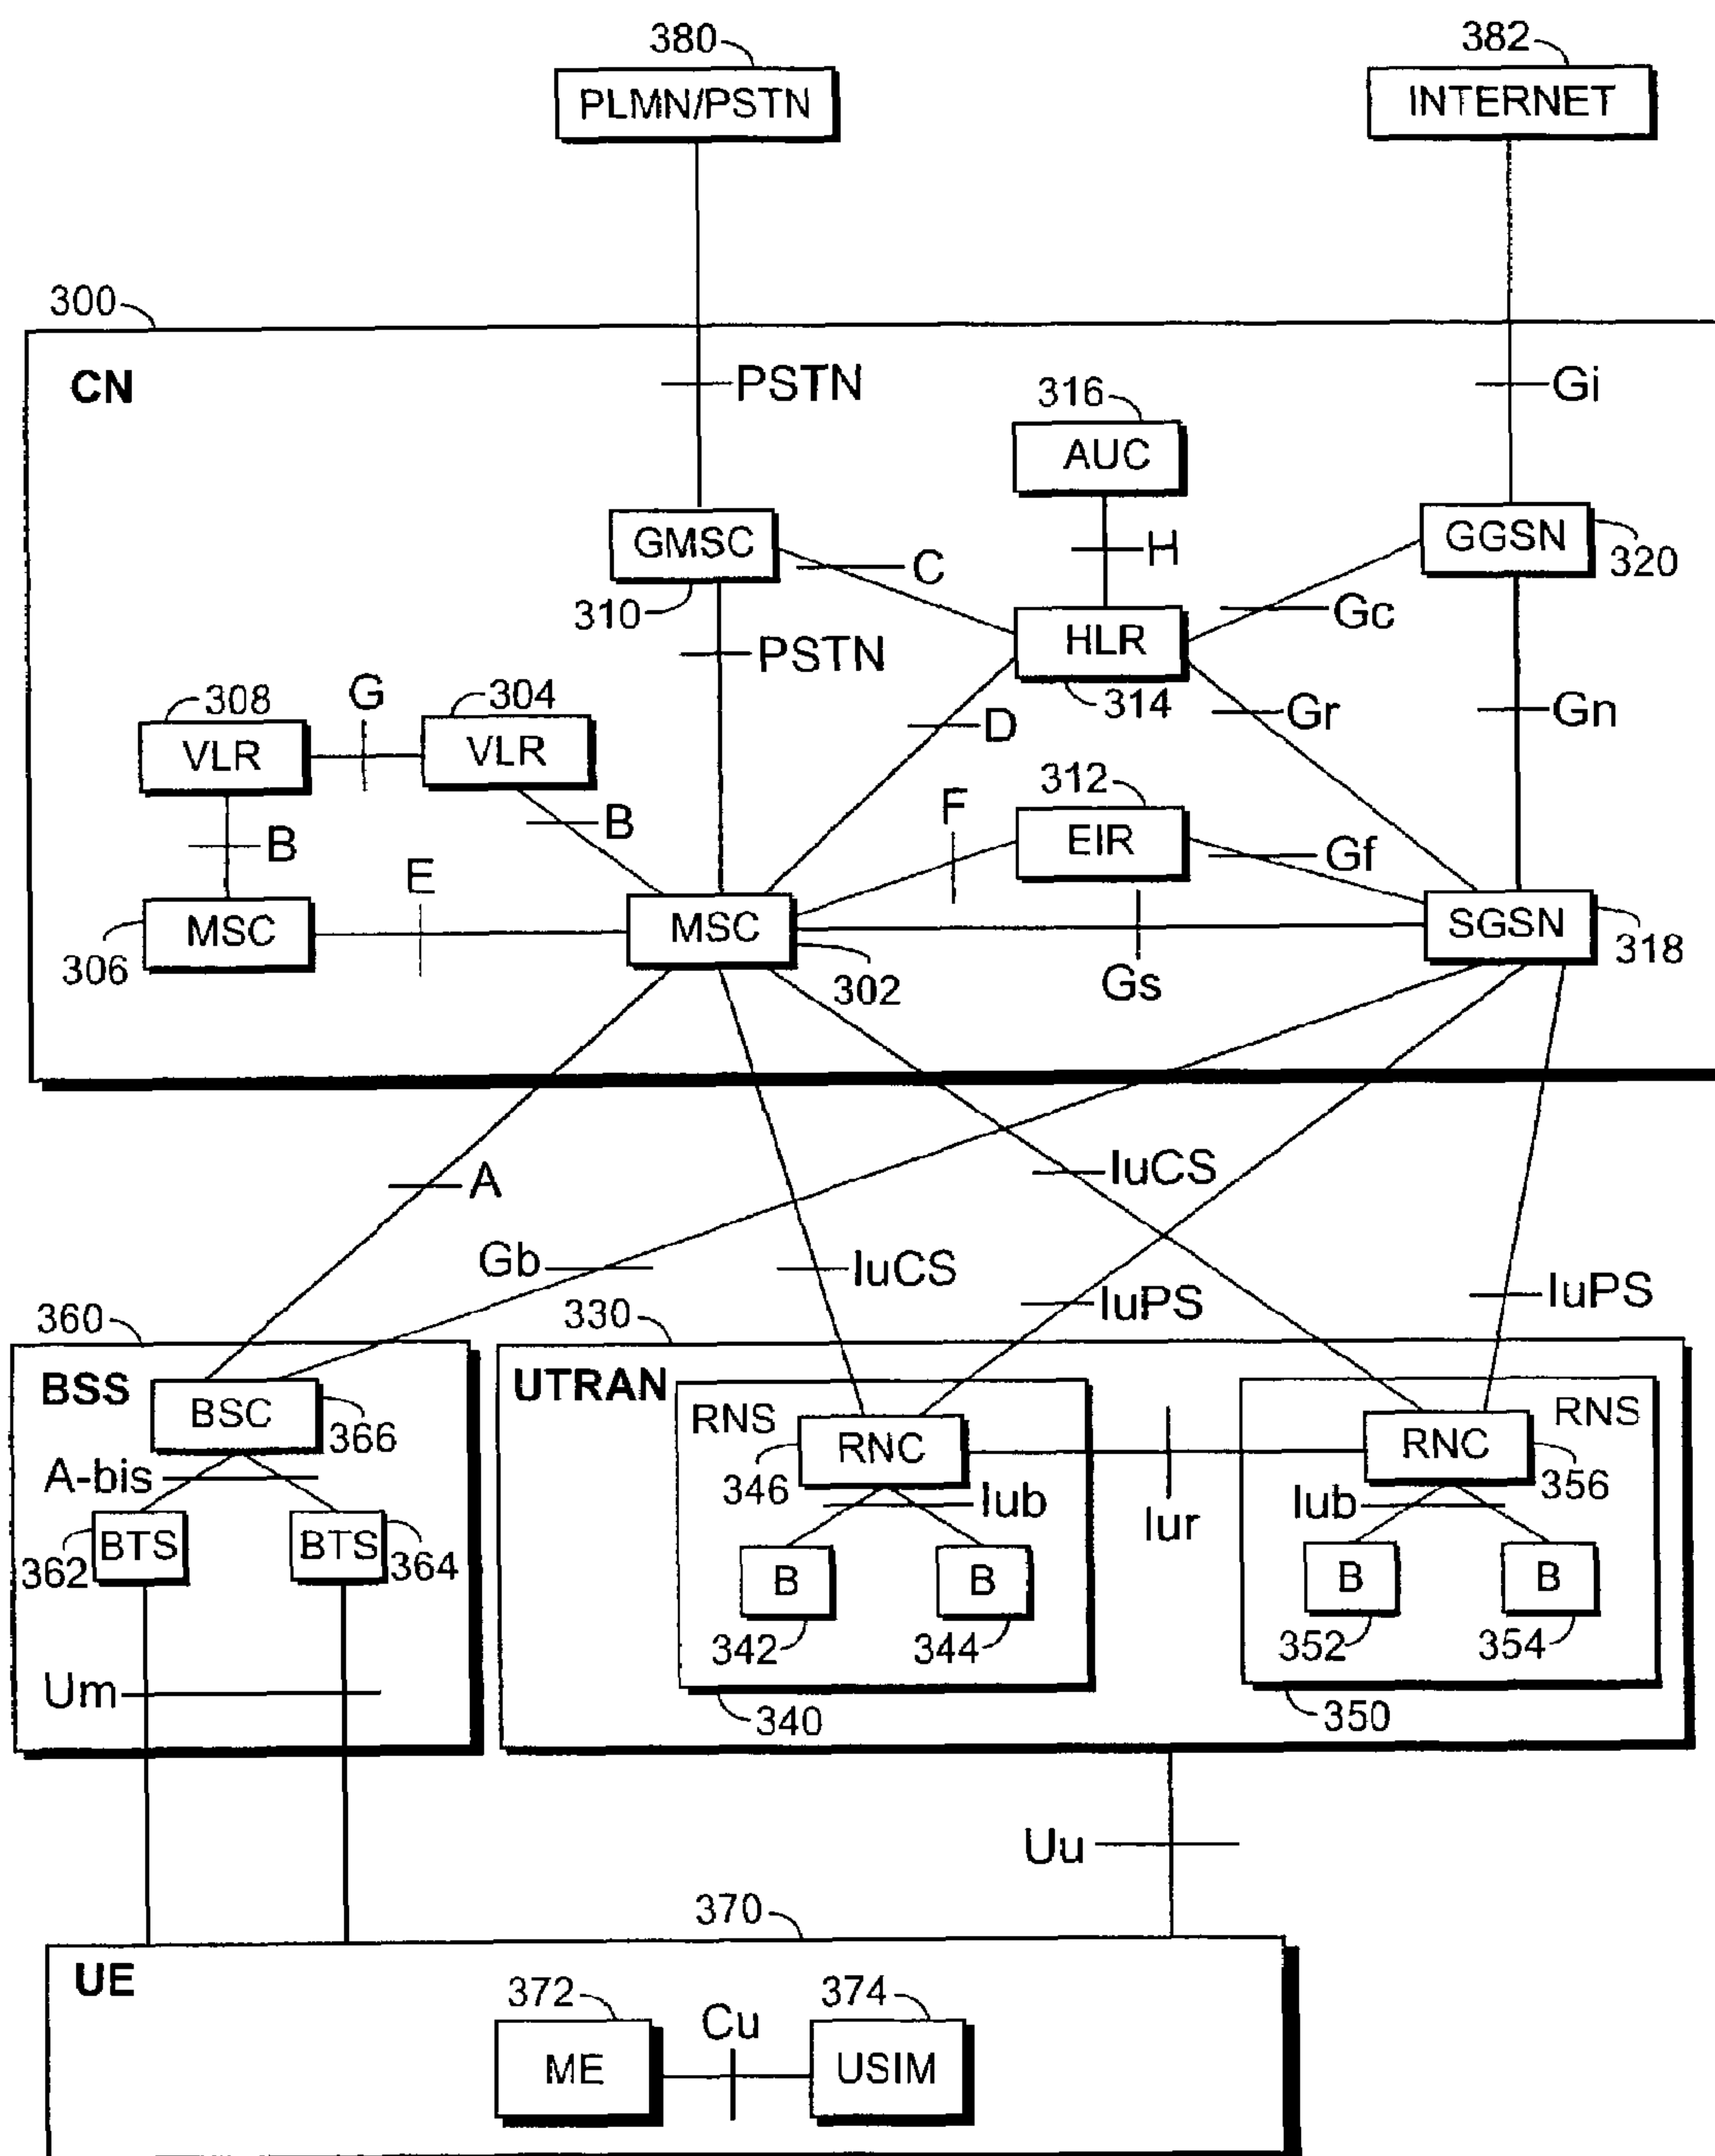 380
382
PLMN/PSTN
INTERNET
300
CN
PSTN
Gi
316
AUC
GMSC
310
C
H
GGSN
320
PSTN
HLR
314
Gc
308
G
304
VLR
VLR
D
Gr
Gn
B
B
F
312
EIR
Gf
E
MSC
306
MSC
302
Gs
SGSN
318
A
IuCS
Gb
IuCS
IuPS
IuPS
360
330
BSS
BSC
366
UTRAN
RNS
RNC
346
RNC
356
RNS
A-bis
Iub
Iur
Iub
BTS
362
BTS
364
B
B
B
B
342
344
352
354
Um
340
350
Uu
370
UE
372
374
Cu
ME
USIM